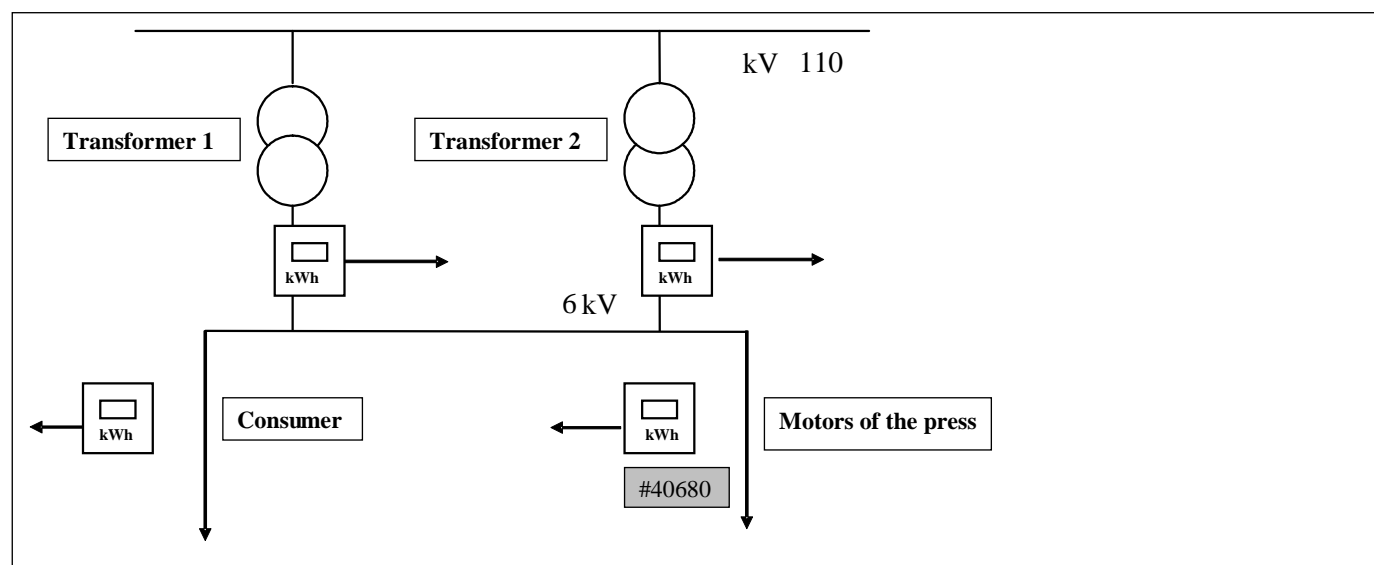 kV 110
Transformer 1
Transformer 2
kWh
kWh
6 kV
kWh
Consumer
kWh
Motors of the press
#40680